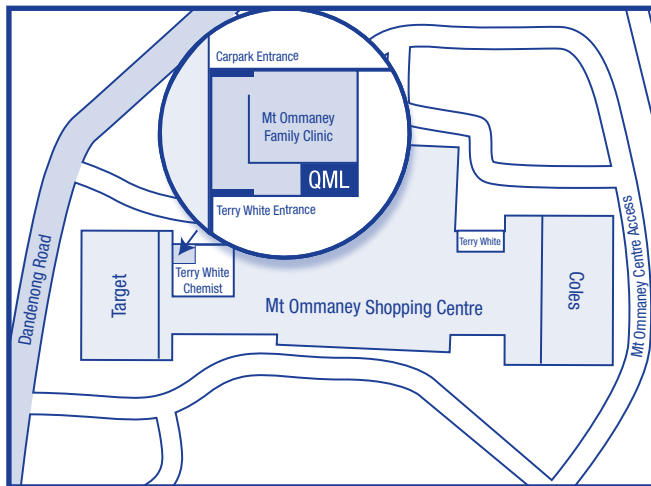 Carpark Entrance
Mt Ommaney
Family Clinic
QML
Terry White Entrance
Dandenong Road
Target
Terry White
Chemist
Mt Ommaney Shopping Centre
Terry White
Coles
Mt Ommaney Centre Access